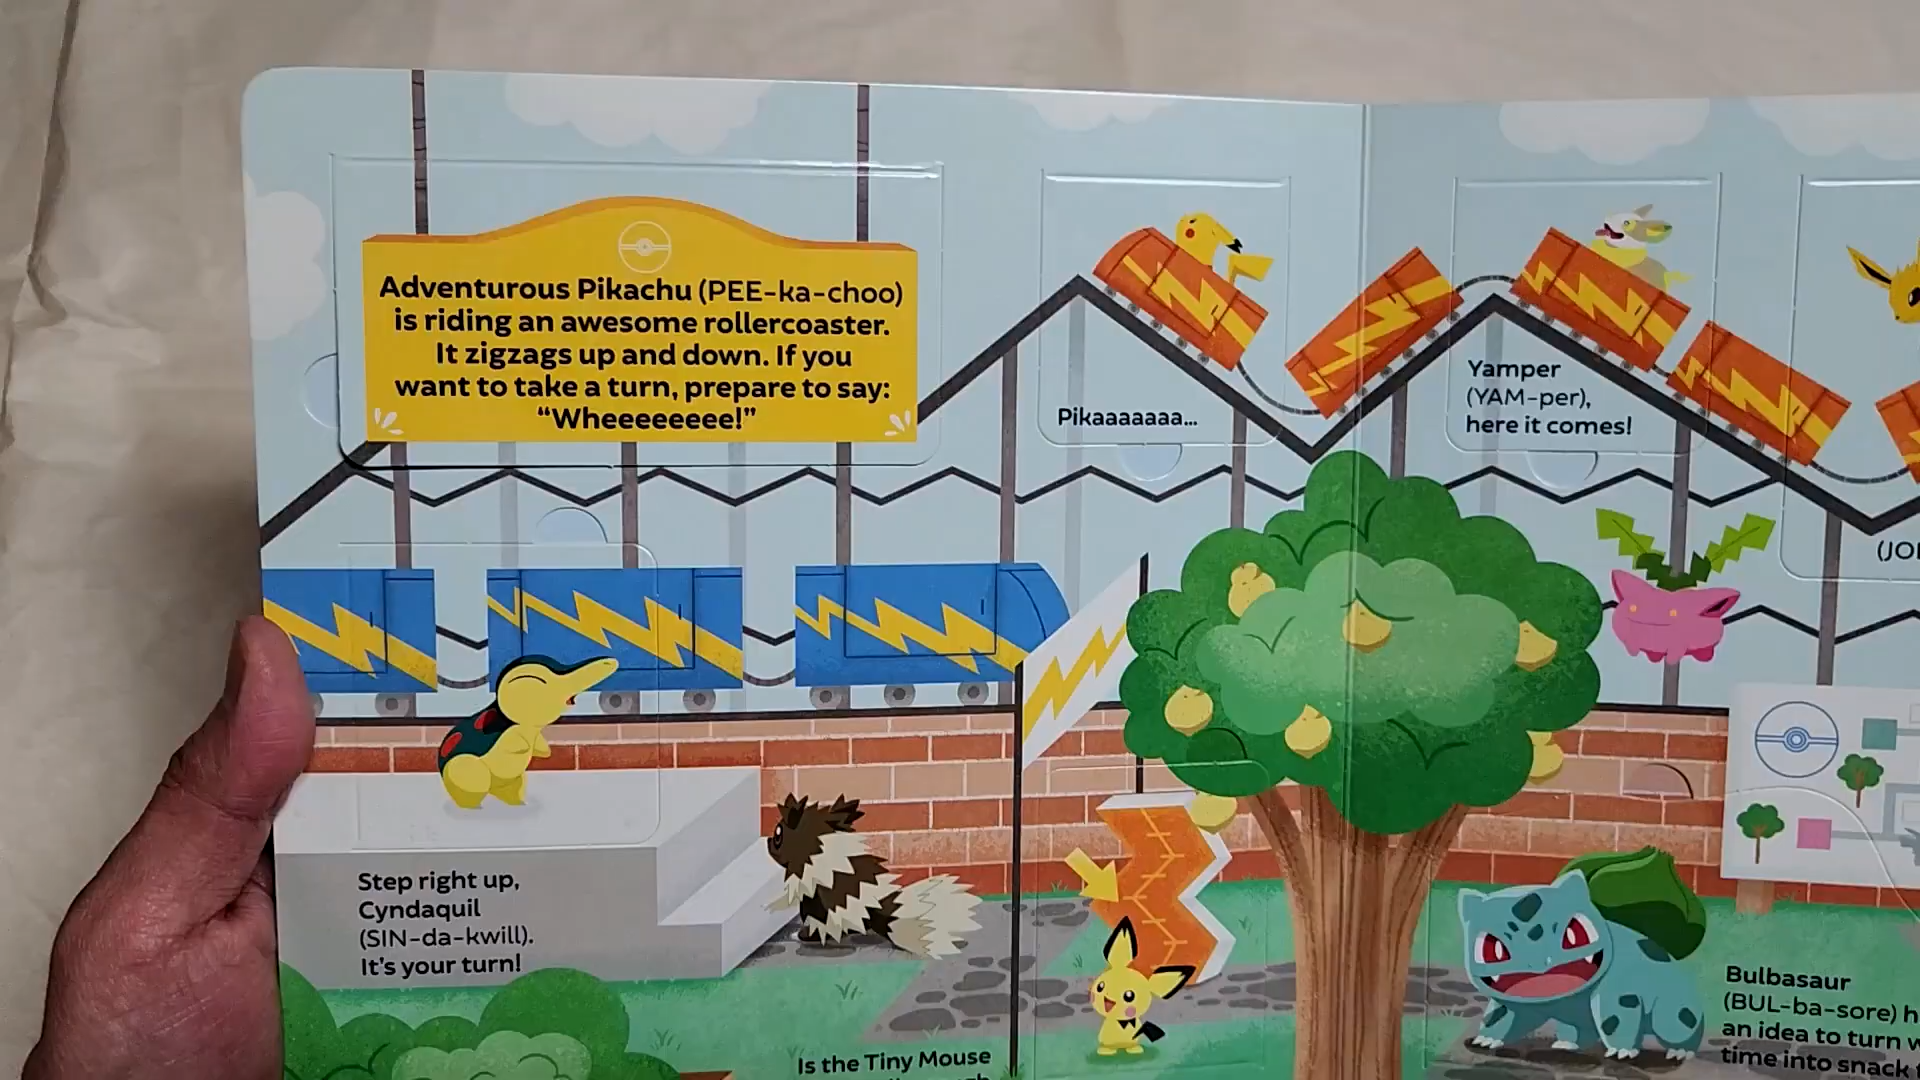 Adventurous Pikachu (PEE-ka-choo)
is riding an awesome rollercoaster.
It zigzags up and down. If you
want to take a turn, prepare to say:
“Wheeeeeeee!”
Pikaaaaaaa...
Yamper
(YAM-per),
here it comes!
Step right up,
Cyndaquil
(SIN-da-kwill).
It's your turn!
Is the Tiny Mouse
Bulbasaur
(BUL-ba-sore)
an idea to turn
time into snack